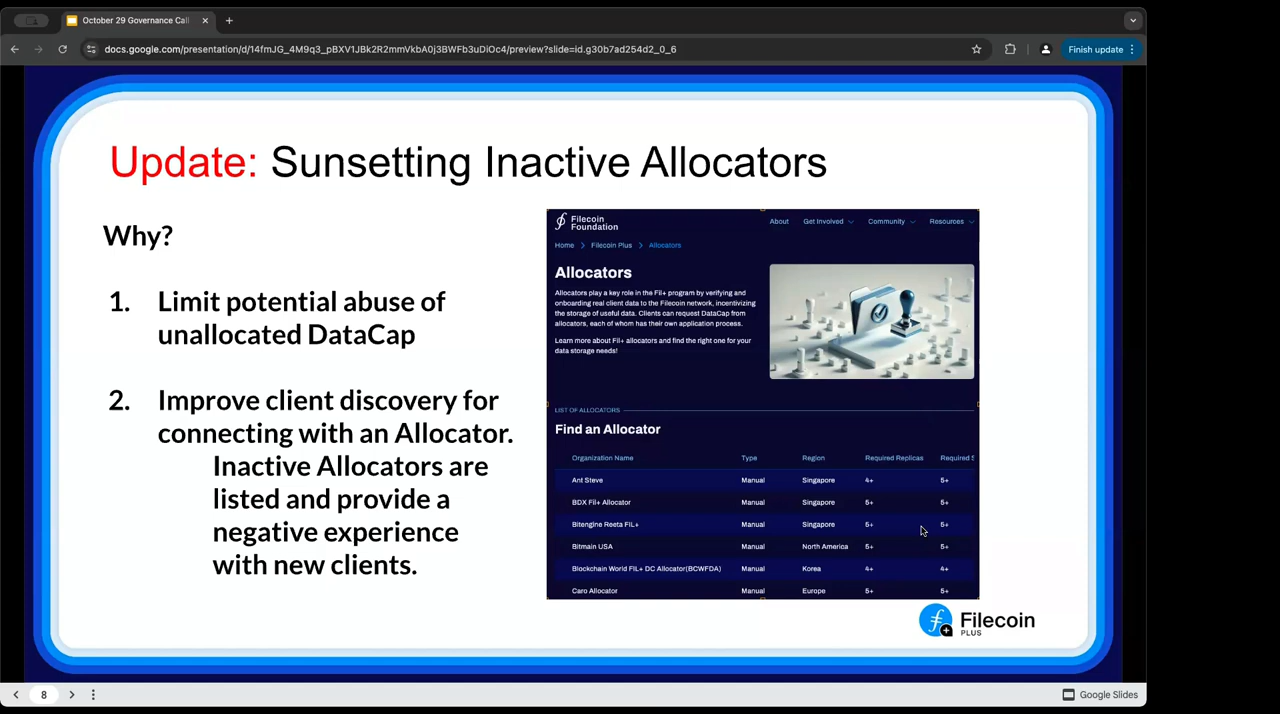 October 29 Governance Call
docs.google.com/presentation/d/14fmJG_4M9q3_pBXV1JBk2R2mmVkbA0j3BWFb3uDiOc4/preview?slide=id.g30b7ad254d2_0_6
Finish update
Update: Sunsetting Inactive Allocators
Why?
1. Limit potential abuse of
unallocated DataCap
2. Improve client discovery for
connecting with an Allocator.
Inactive Allocators are
listed and provide a
negative experience
with new clients.
Filecoin
Foundation
About Get Involved Community Resources
Home Filecoin Plus Allocators
Allocators
Allocators play a key role in the Fil+ program by verifying and
onboarding real client data to the Filecoin network, incentivizing
the storage of useful data. Clients can request DataCap from
allocators, each of whom has their own application process.
Learn more about Fil+ allocators and find the right one for your
data storage needs!
LIST OF ALLOCATORS
Find an Allocator
Organization Name Type Region Required Replicas Required S
Ant Steve Manual Singapore 4+ 5+
BDX Fil+ Allocator Manual Singapore 5+ 5+
Bitengine Reeta FIL+ Manual Singapore 5+ 5+
Bitmain USA Manual North America 5+ 5+
Blockchain World FIL+ DC Allocator(BCWFDA) Manual Korea 4+ 4+
Caro Allocator Manual Europe 5+ 5+
Filecoin
PLUS
8
Google Slides